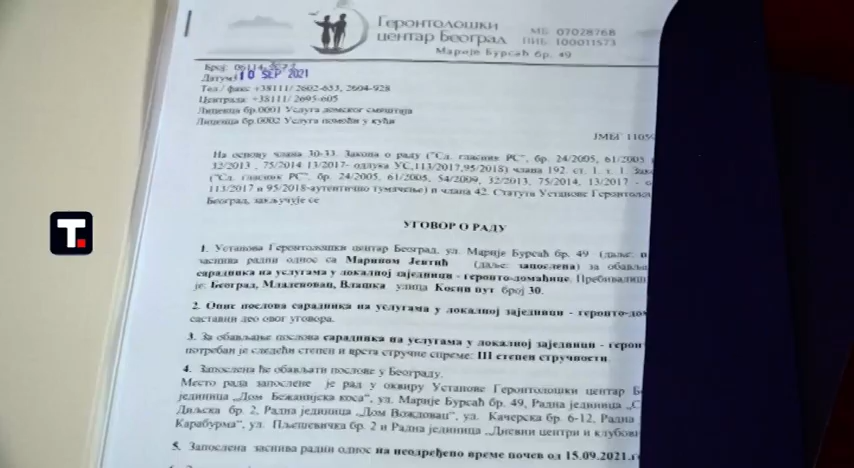 Геронтолошки
центар Београд
Марије Бурсаћ бр. 49
МБ 07028768
ПИБ: 100011573
Број: 06114
Датум: 10 SEP 2021
Тел./ факс +38111/ 2602-633, 2604-928
Централа: +38111/ 2695-605
Лиценца бр.0001 Услуга домског смештаја
Лиценца бр.0002 Услуга помоћи у кући
ЈМБГ 11059
На основу члана 30-33. Закона о раду ("Сл. гласник РС", бр. 24/2005, 61/2005
32/2013 , 75/2014 13/2017- одлука УС,113/2017,95/2018) члана 192. ст. 1. т. 1. Зак
("Сл. гласник РС", бр. 24/2005, 61/2005, 54/2009, 32/2013, 75/2014, 13/2017 - о
113/2017 и 95/2018-аутентично тумачење) и члана 42. Статута Установе Геронтоло
Београд, закључује се
УГОВОР О РАДУ
1. Установа Геронтолошки центар Београд, ул. Марије Бурсаћ бр. 49 (даље:
заснива радни однос са Марином Јевтић (даље: запослена) за обавља
сарадника на услугама у локалној заједници - геронто-домаћице. Пребивалиш
је: Београд, Младеновац, Влашка улица Косни пут број 30.
2. Опис послова сарадника на услугама у локалној заједници - геронто-до
саставни део овог уговора.
3. За обављање послова сарадника на услугама у локалној заједници - герон
потребан је следећи степен и врста стручне спреме: III степен стручности.
4. Запослена ће обављати послове у Београду.
Место рада запослене је рад у оквиру Установе Геронтолошки центар Б
јединица „Дом Бежанијска коса", ул. Марије Бурсаћ бр. 49, Радна јединица „С
Диљска бр. 2, Радна јединица „Дом Вождовац", ул. Качерска бр. 6-12, Радна
Карабурма", ул. Пљешевичка бр. 2 и Радна јединица „Дневни центри и клубови
5. Запослена заснива радни однос на неодређено време почев од 15.09.2021.г
T.